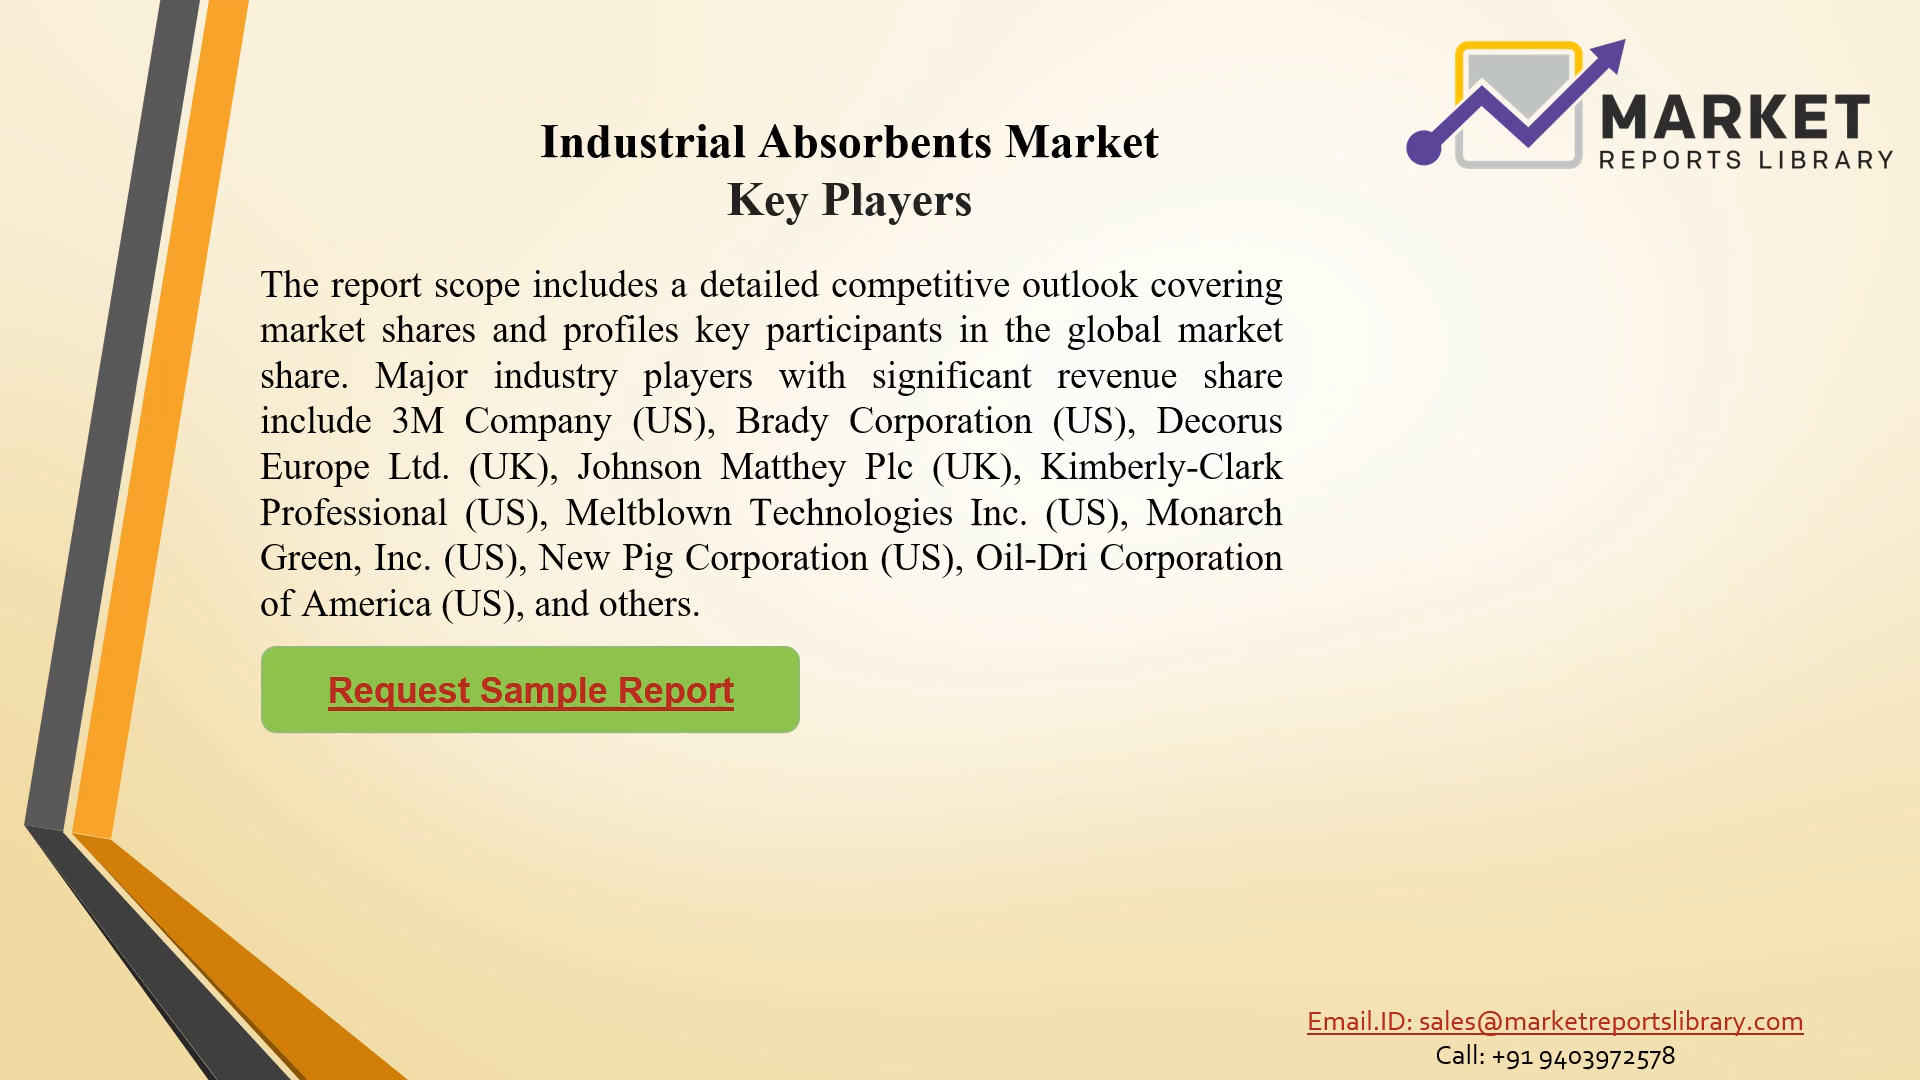 MARKET
REPORTS LIBRARY
Industrial Absorbents Market
Key Players
The report scope includes a detailed competitive outlook covering
market shares and profiles key participants in the global market
share. Major industry players with significant revenue share
include 3M Company (US), Brady Corporation (US), Decorus
Europe Ltd. (UK), Johnson Matthey Plc (UK), Kimberly-Clark
Professional (US), Meltblown Technologies Inc. (US), Monarch
Green, Inc. (US), New Pig Corporation (US), Oil-Dri Corporation
of America (US), and others.
Request Sample Report
Email.ID: sales@marketreportslibrary.com
Call: +91 9403972578